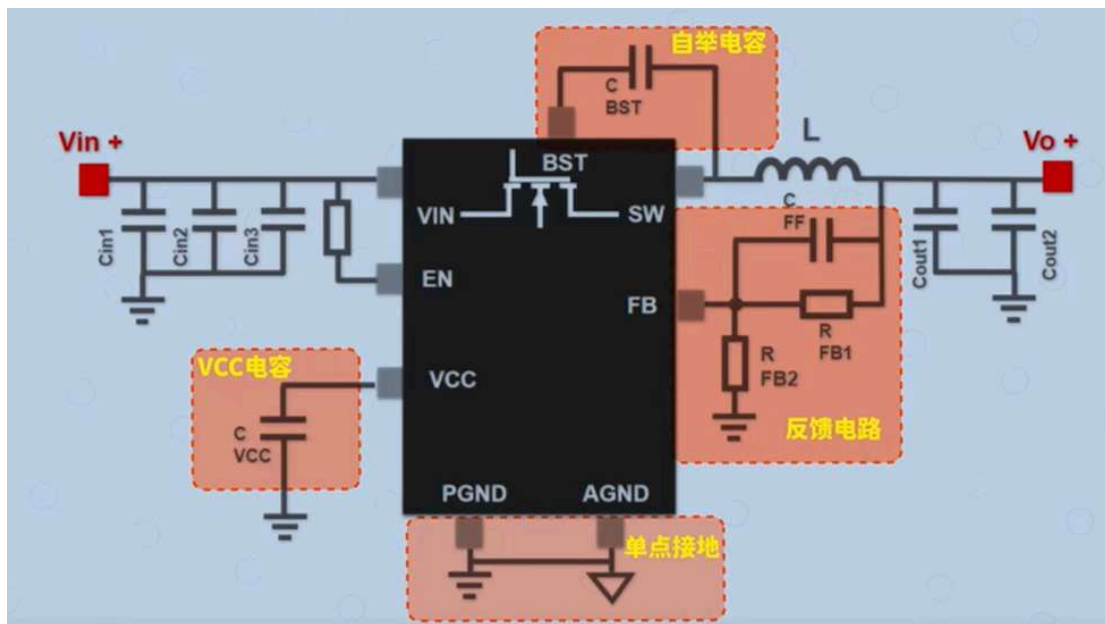 自举电容
C
BST
Vin +
L
Vo +
BST
VIN
SW
C
FF
Cin1
Cin2
Cin3
Cout1
Cout2
EN
FB
R
FB1
R
FB2
VCC电容
VCC
C
VCC
反馈电路
PGND
AGND
单点接地